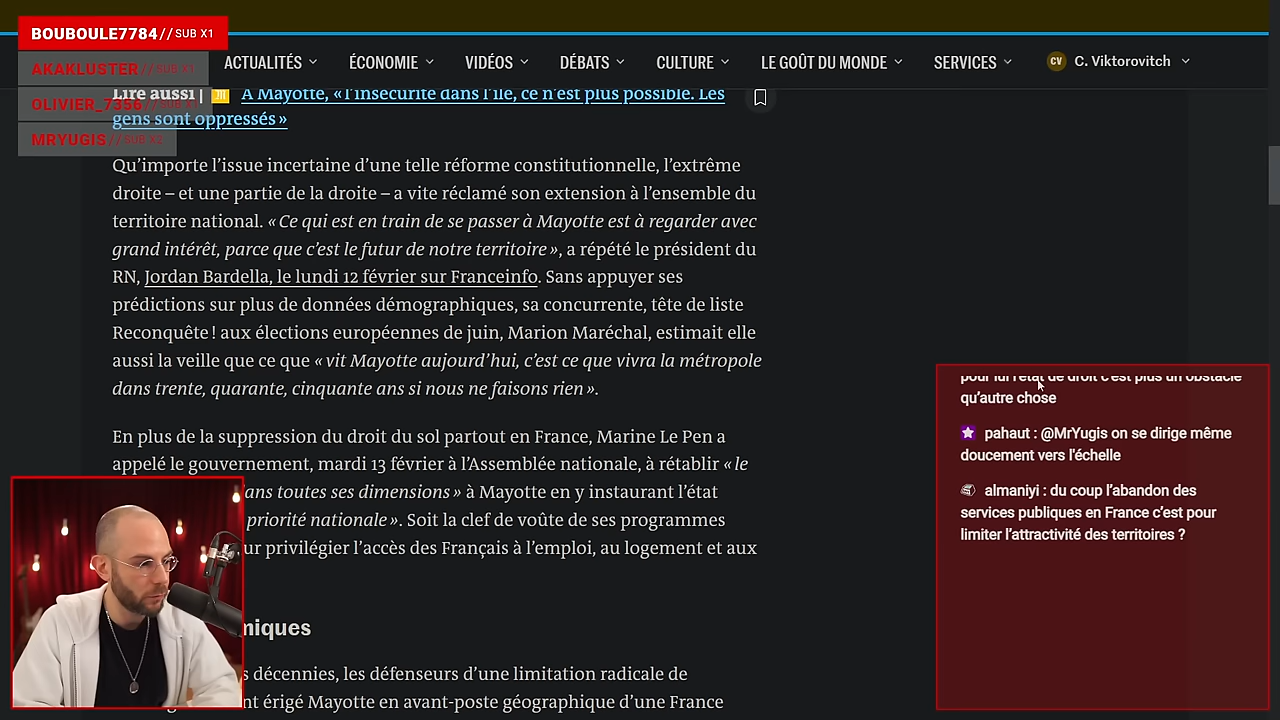 BOUBOULE7784// SUB X1
AKAKLUSTER// SUB X1
OLIVIER_7356// SUB X1
MRYUGIS// SUB X2
ACTUALITÉS
ÉCONOMIE
VIDÉOS
DÉBATS
CULTURE
LE GOÛT DU MONDE
SERVICES
CV
C. Viktorovitch
Lire aussi | A Mayotte, « l’insécurité dans l’île, ce n’est plus possible. Les
gens sont oppressés »
Qu’importe l’issue incertaine d’une telle réforme constitutionnelle, l’extrême
droite – et une partie de la droite – a vite réclamé son extension à l’ensemble du
territoire national. « Ce qui est en train de se passer à Mayotte est à regarder avec
grand intérêt, parce que c’est le futur de notre territoire », a répété le président du
RN, Jordan Bardella, le lundi 12 février sur Franceinfo. Sans appuyer ses
prédictions sur plus de données démographiques, sa concurrente, tête de liste
Reconquête ! aux élections européennes de juin, Marion Maréchal, estimait elle
aussi la veille que ce que « vit Mayotte aujourd’hui, c’est ce que vivra la métropole
dans trente, quarante, cinquante ans si nous ne faisons rien ».
En plus de la suppression du droit du sol partout en France, Marine Le Pen a
appelé le gouvernement, mardi 13 février à l’Assemblée nationale, à rétablir « le
ans toutes ses dimensions » à Mayotte en y instaurant l’état
priorité nationale ». Soit la clef de voûte de ses programmes
ur privilégier l’accès des Français à l’emploi, au logement et aux
miques
s décennies, les défenseurs d’une limitation radicale de
nt érigé Mayotte en avant-poste géographique d’une France
pour lui l’état de droit c’est plus un obstacle
qu’autre chose
pahaut : @MrYugis on se dirige même
doucement vers l'échelle
almaniyi : du coup l’abandon des
services publiques en France c’est pour
limiter l’attractivité des territoires ?